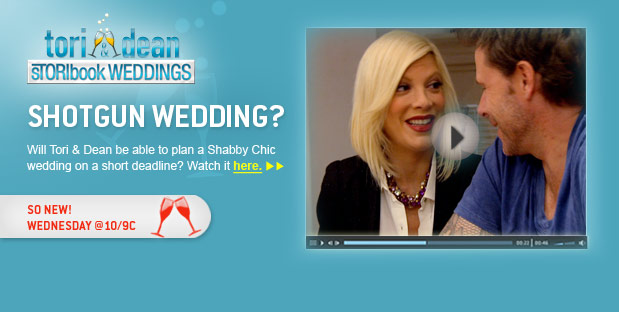 tori & dean
sTORIbook WEDDINGS
SHOTGUN WEDDING?
Will Tori & Dean be able to plan a Shabby Chic
wedding on a short deadline? Watch it here.
SO NEW!
WEDNESDAY @10/9C
00:22 00:46